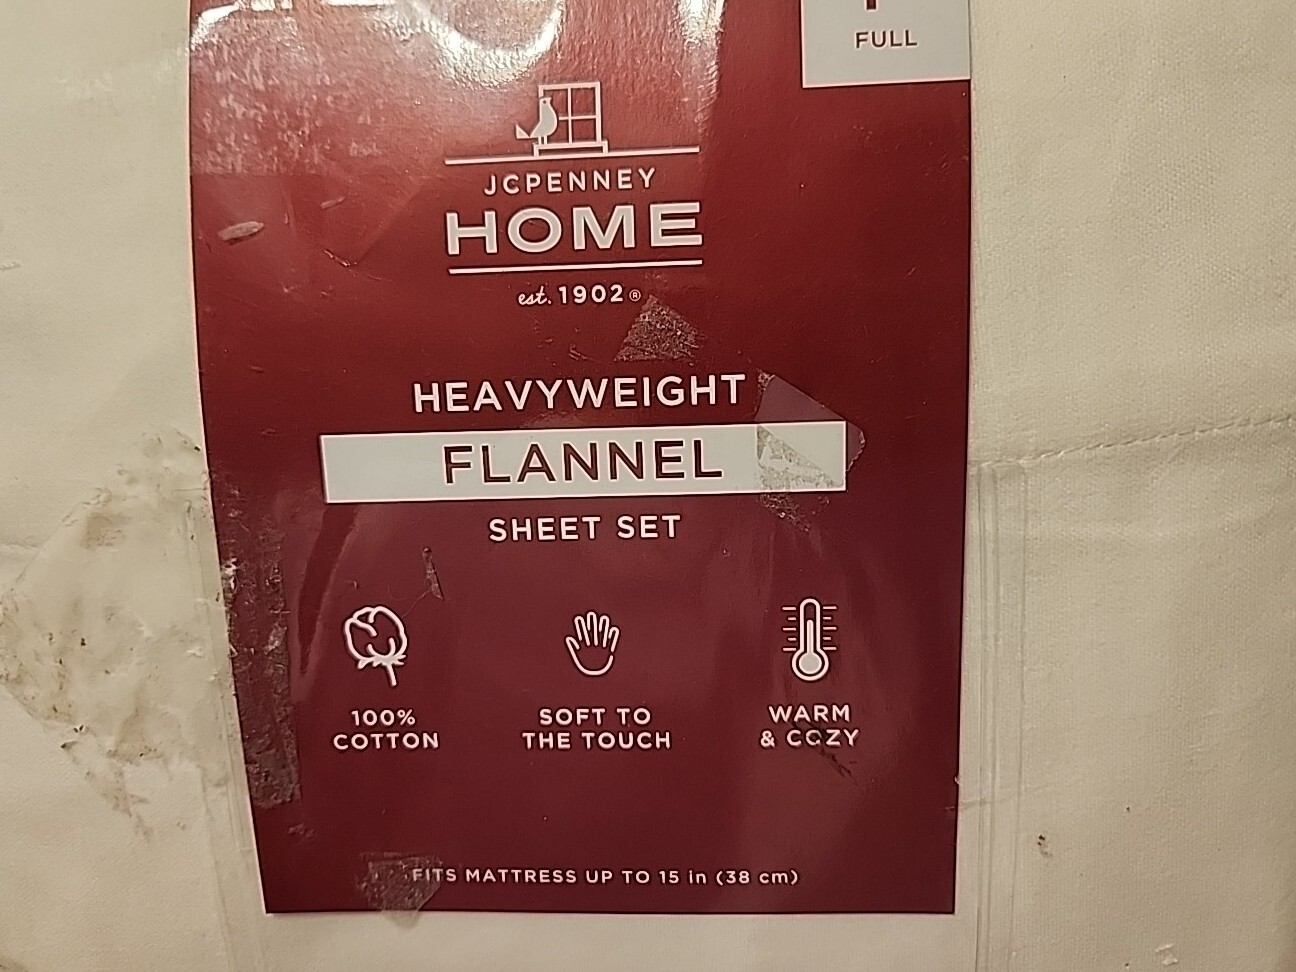 FULL
JCPENNEY
HOME
est. 1902®
HEAVYWEIGHT
FLANNEL
SHEET SET
100%
COTTON
SOFT TO
THE TOUCH
WARM
& COZY
FITS MATTRESS UP TO 15 in (38 cm)